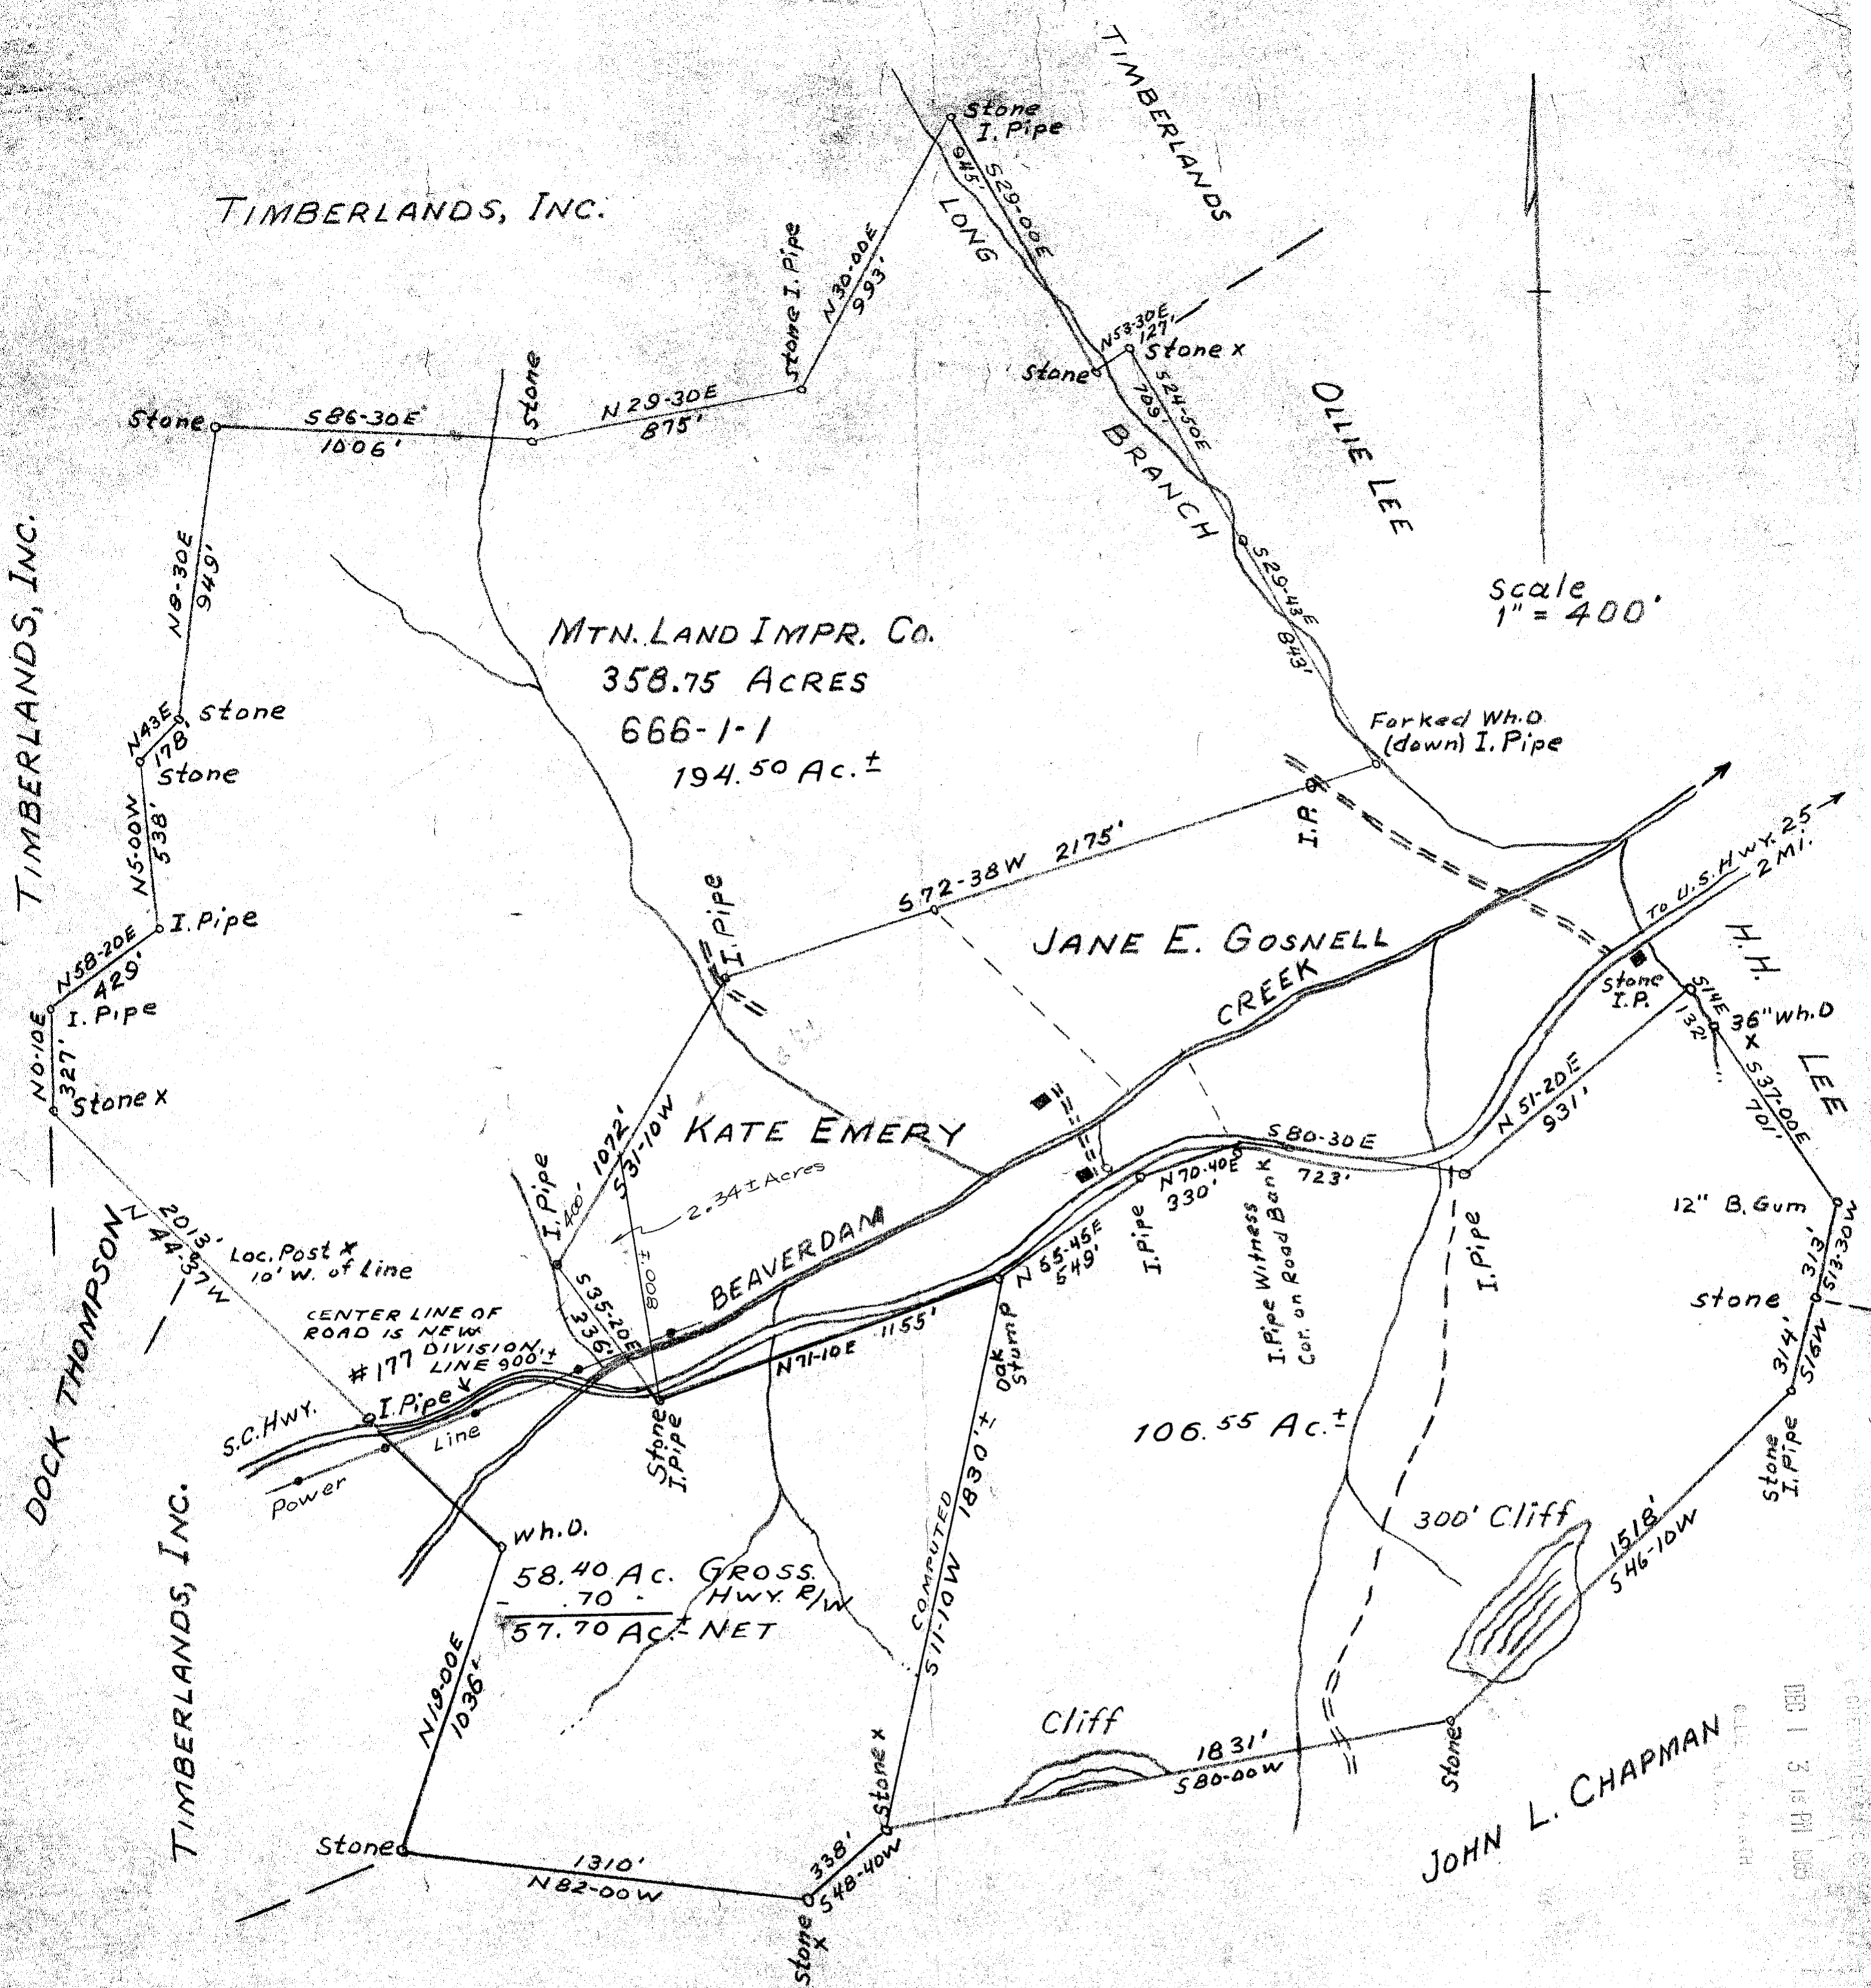 TIMBERLANDS
Stone
I. Pipe
945'
S29-00E
TIMBERLANDS, INC.
LONG
Stone I. Pipe
N30-00E
993'
N53-30E
127'
Stone x
Stone
S24-50E
709'
BRANCH
OLLIE LEE
Stone
S86-30E
1006'
Stone
N29-30E
875'
N8-30E
949'
TIMBERLANDS, INC.
S29-43E
843'
Scale
1" = 400'
MTN. LAND IMPR. CO.
358.75 ACRES
666-1-1
194.50 Ac.±
N43E
178'
Stone
Stone
Forked Wh.O
(down) I. Pipe
I.P.
N5-00W
538'
I. Pipe
N58-20E
429'
I. Pipe
N0-10E
327'
Stone x
S72-38W 2175'
I. Pipe
JANE E. GOSNELL
CREEK
TO U.S. HWY. 25
2 MI.
H.H.
LEE
Stone
I.P.
S14E
132'
36" Wh.O
x
S37-00E
701'
N 51-20E
931'
1072'
S31-10W
KATE EMERY
2.34± Acres
I. Pipe
400'
800'±
S35-20E
336'
BEAVERDAM
S80-30E
723'
N70-40E
330'
I. Pipe
N 55-45E
549'
I. Pipe Witness
Cor. on Road Bank
I. Pipe
12" B. Gum
313'
S13-30W
Stone
314'
S16W
Stone
I. Pipe
2013'
N 44-37W
Loc. Post x
10' W. of Line
CENTER LINE OF
ROAD IS NEW
DIVISION
LINE 900'±
#177
I. Pipe
S.C. HWY.
Power
Line
DOCK THOMPSON
1155'
N71-10E
Oak
Stump
Stone
I. Pipe
106.55 Ac.±
300' Cliff
1518'
S46-10W
Wh.O.
58.40 Ac. GROSS.
- .70 " HWY. R/W
57.70 Ac.± NET
COMPUTED
S11-10W 1830'±
TIMBERLANDS, INC.
N19-00E
1036'
Cliff
1831'
S80-00W
Stone
Stone x
Stone
1310'
N82-00W
338'
S48-40W
Stone
x
JOHN L. CHAPMAN